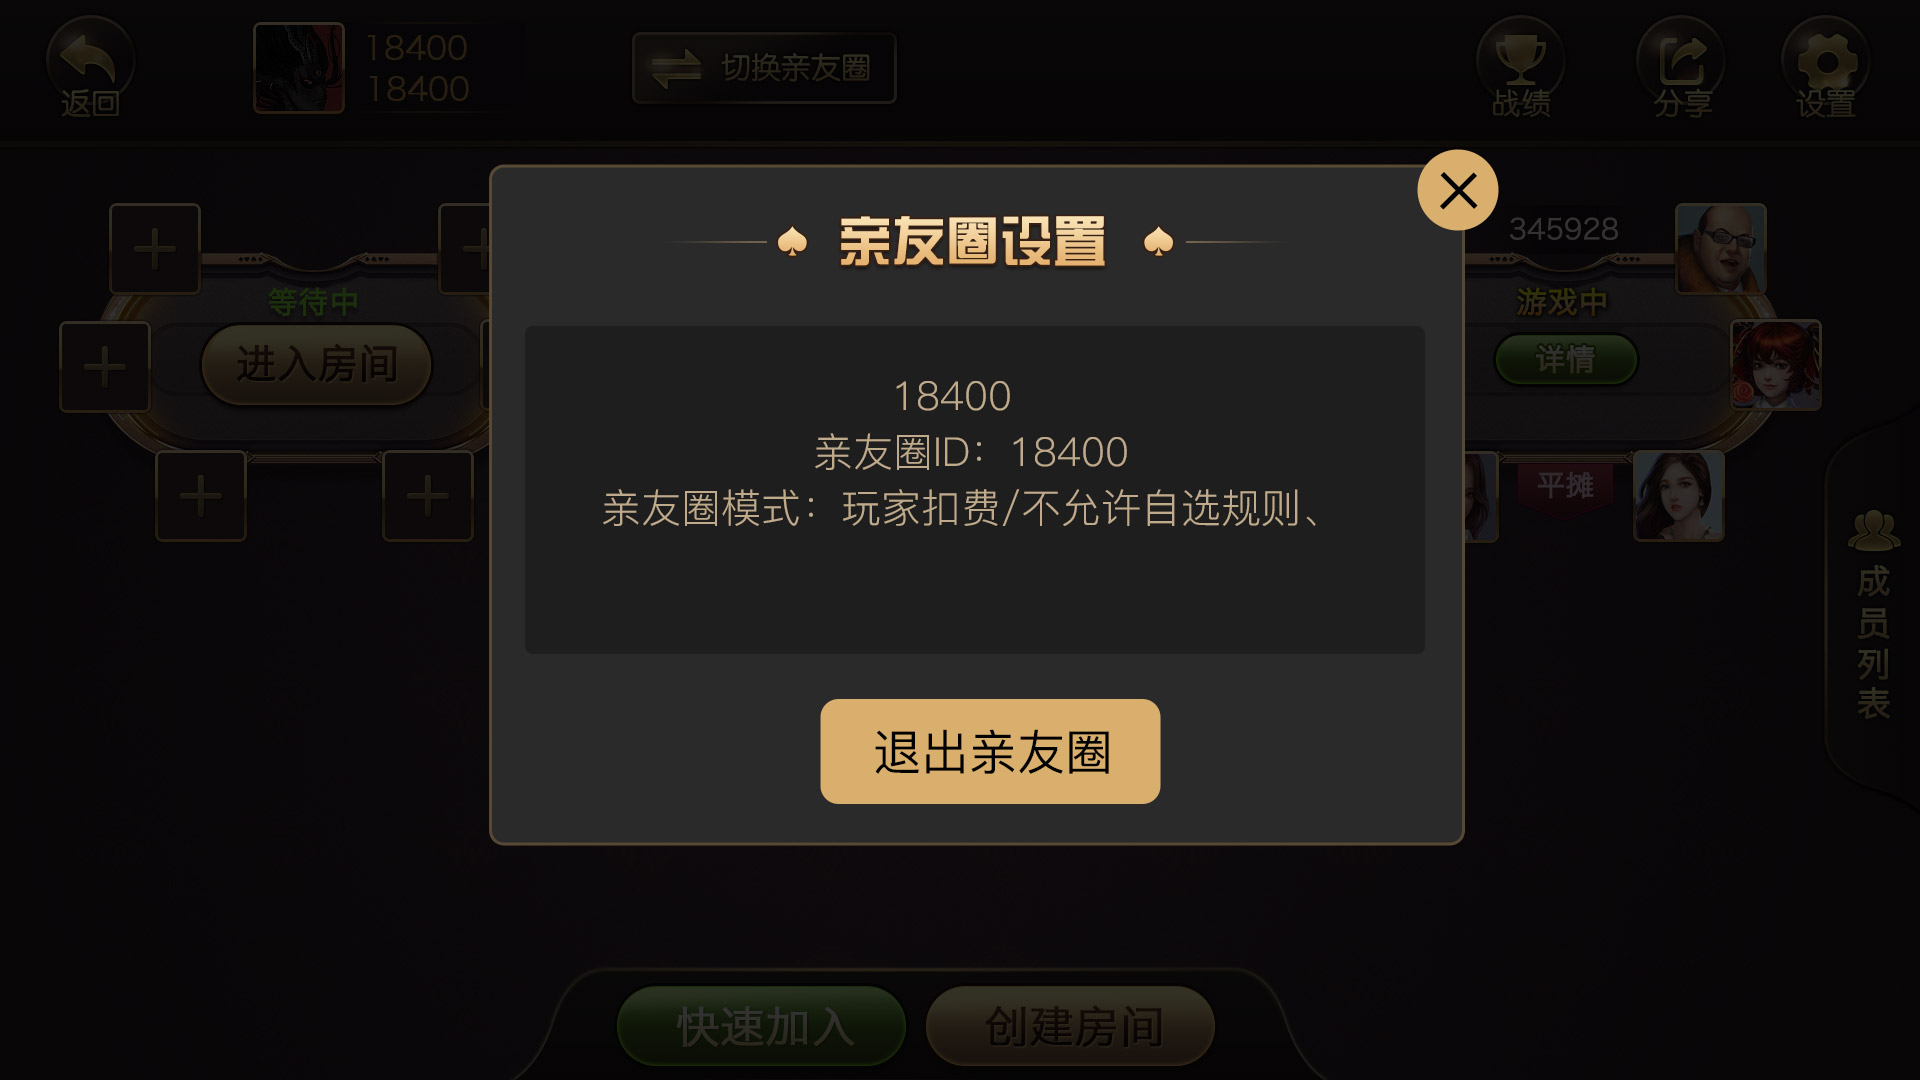 返回
18400
18400
切换亲友圈
战绩
分享
设置
亲友圈设置
345928
等待中
进入房间
游戏中
详情
18400
亲友圈ID：18400
亲友圈模式：玩家扣费/不允许自选规则、
平摊
成员列表
退出亲友圈
快速加入
创建房间